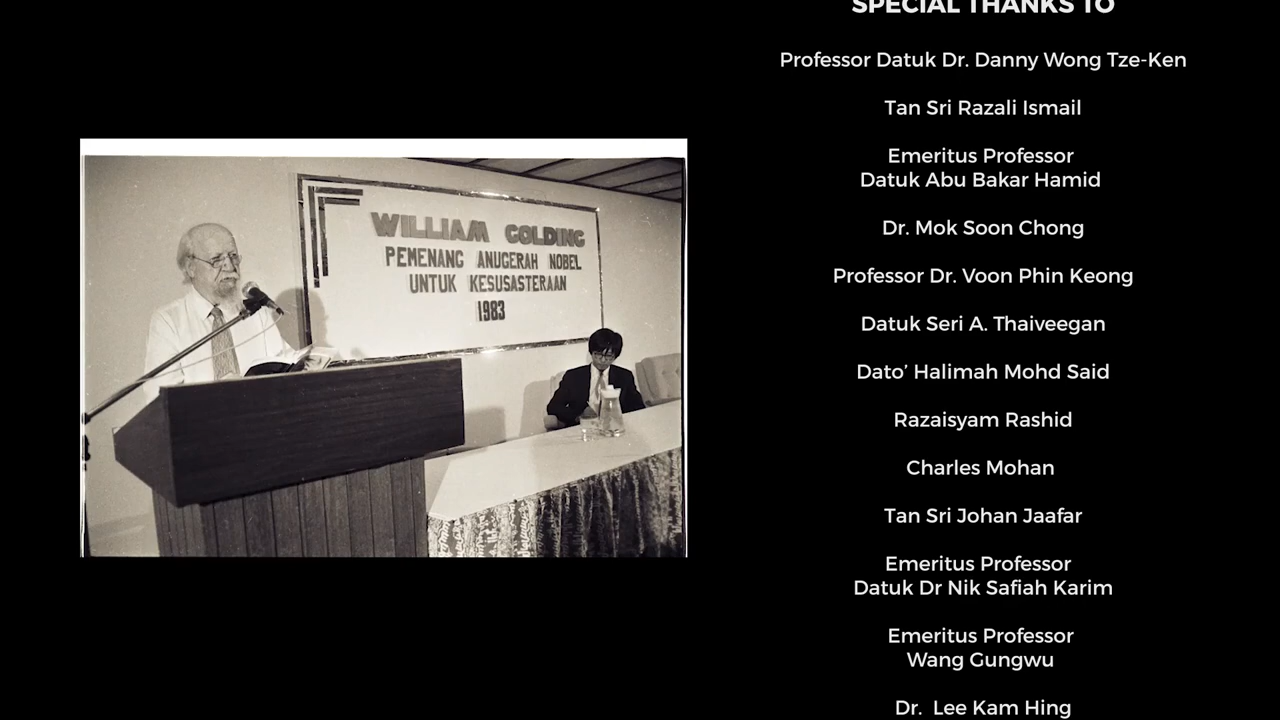 WILLIAM GOLDING
PEMENANG ANUGERAH NOBEL
UNTUK KESUSASTERAAN
1983
SPECIAL THANKS TO
Professor Datuk Dr. Danny Wong Tze-Ken
Tan Sri Razali Ismail
Emeritus Professor
Datuk Abu Bakar Hamid
Dr. Mok Soon Chong
Professor Dr. Voon Phin Keong
Datuk Seri A. Thaiveegan
Dato’ Halimah Mohd Said
Razaisyam Rashid
Charles Mohan
Tan Sri Johan Jaafar
Emeritus Professor
Datuk Dr Nik Safiah Karim
Emeritus Professor
Wang Gungwu
Dr. Lee Kam Hing